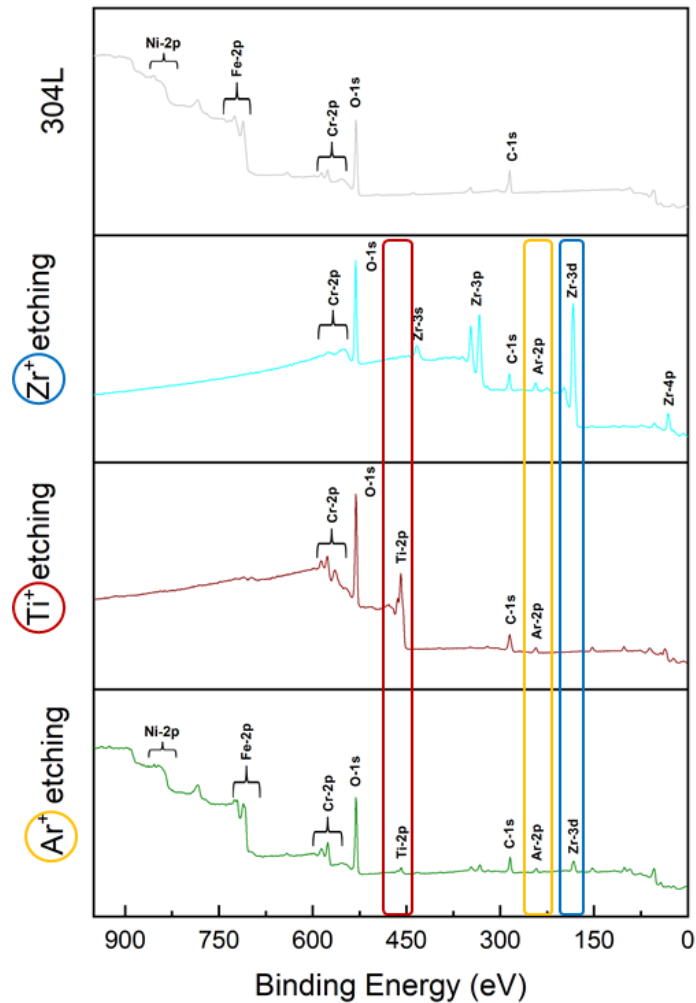 304L
Ni-2p
Fe-2p
Cr-2p
O-1s
C-1s
Zr⁺ etching
Cr-2p
O-1s
Zr-3s
Zr-3p
C-1s
Ar-2p
Zr-3d
Zr-4p
Ti⁺ etching
Cr-2p
O-1s
Ti-2p
C-1s
Ar-2p
Ar⁺ etching
Ni-2p
Fe-2p
Cr-2p
O-1s
Ti-2p
C-1s
Ar-2p
Zr-3d
900 750 600 450 300 150 0
Binding Energy (eV)